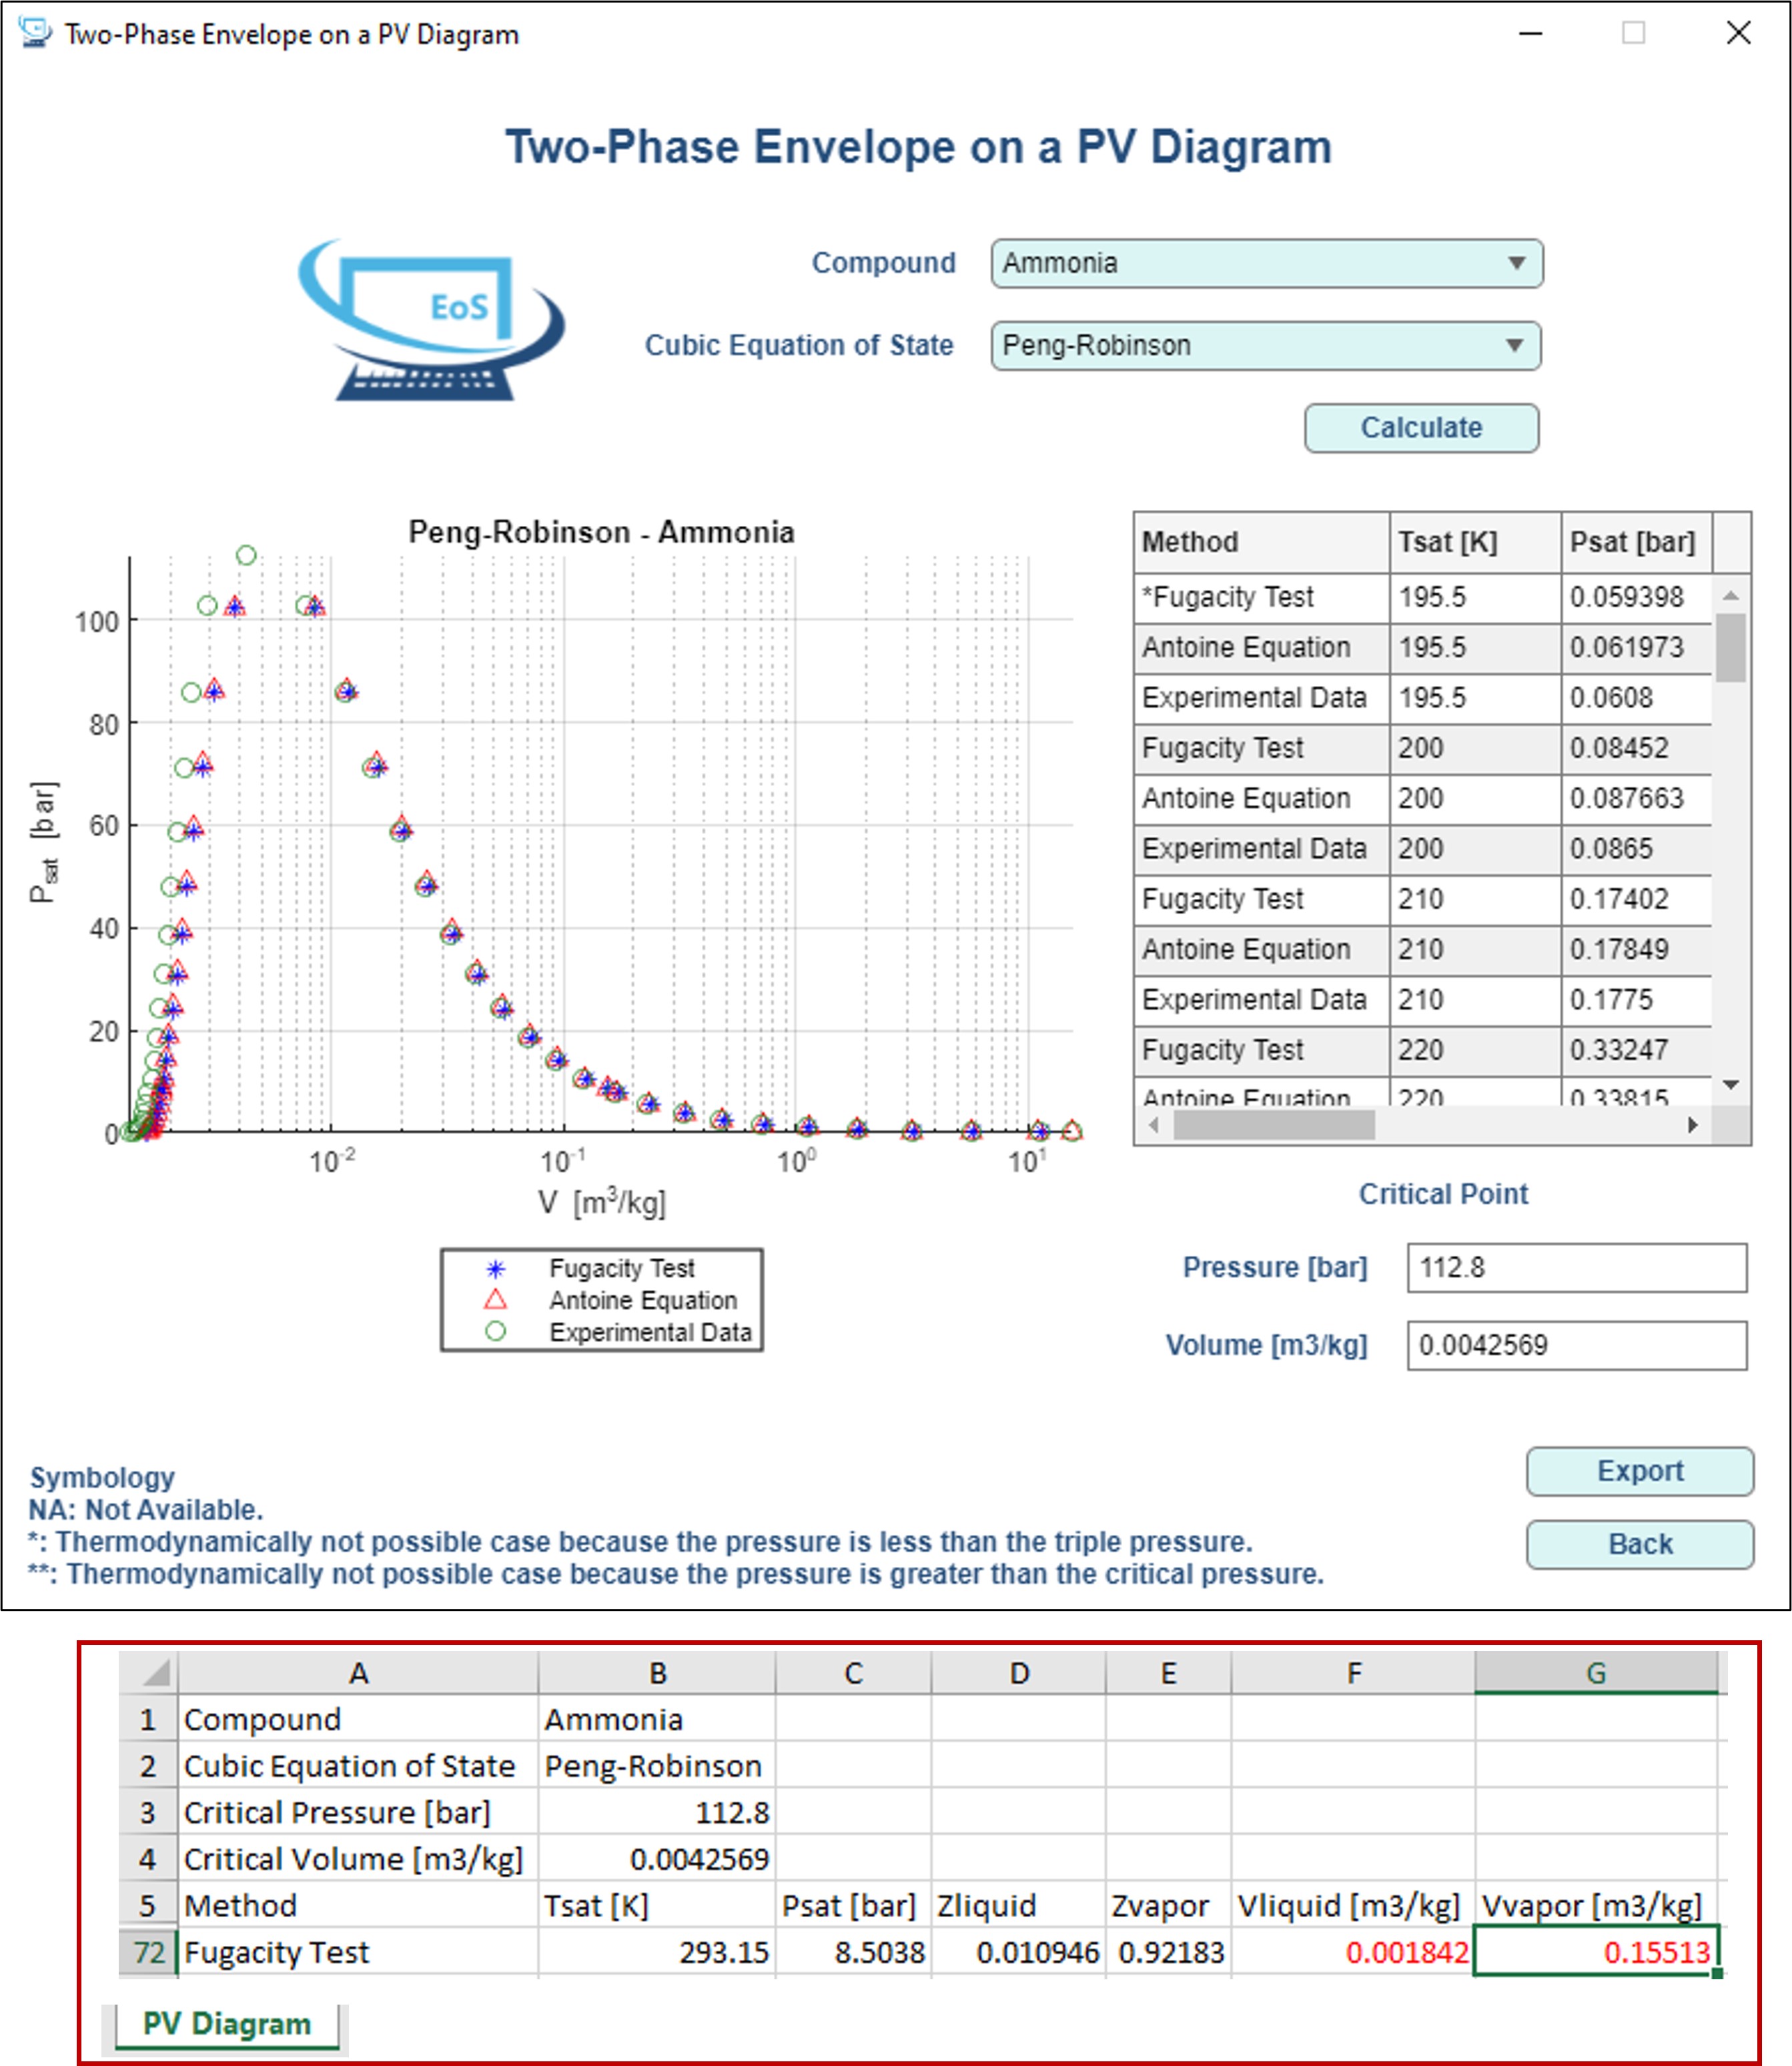 Two-Phase Envelope on a PV Diagram
Two-Phase Envelope on a PV Diagram
EoS
Compound
Ammonia
Cubic Equation of State
Peng-Robinson
Calculate
Peng-Robinson - Ammonia
100
80
60
40
20
0
P_sat [bar]
10^-2 10^-1 10^0 10^1
V [m^3/kg]
Fugacity Test
Antoine Equation
Experimental Data
Method Tsat [K] Psat [bar]
*Fugacity Test 195.5 0.059398
Antoine Equation 195.5 0.061973
Experimental Data 195.5 0.0608
Fugacity Test 200 0.08452
Antoine Equation 200 0.087663
Experimental Data 200 0.0865
Fugacity Test 210 0.17402
Antoine Equation 210 0.17849
Experimental Data 210 0.1775
Fugacity Test 220 0.33247
Antoine Equation 220 0.33815
Critical Point
Pressure [bar] 112.8
Volume [m3/kg] 0.0042569
Symbology
NA: Not Available.
*: Thermodynamically not possible case because the pressure is less than the triple pressure.
**: Thermodynamically not possible case because the pressure is greater than the critical pressure.
Export
Back
A B C D E F G
1 Compound Ammonia
2 Cubic Equation of State Peng-Robinson
3 Critical Pressure [bar] 112.8
4 Critical Volume [m3/kg] 0.0042569
5 Method Tsat [K] Psat [bar] Zliquid Zvapor Vliquid [m3/kg] Vvapor [m3/kg]
72 Fugacity Test 293.15 8.5038 0.010946 0.92183 0.001842 0.15513
PV Diagram